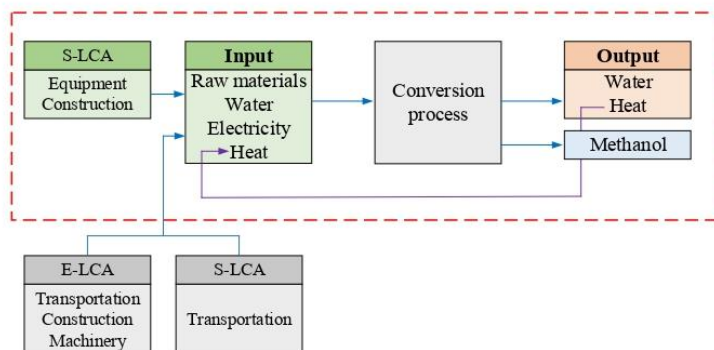 S-LCA
Equipment
Construction
Input
Raw materials
Water
Electricity
Heat
Conversion
process
Output
Water
Heat
Methanol
E-LCA
Transportation
Construction
Machinery
S-LCA
Transportation